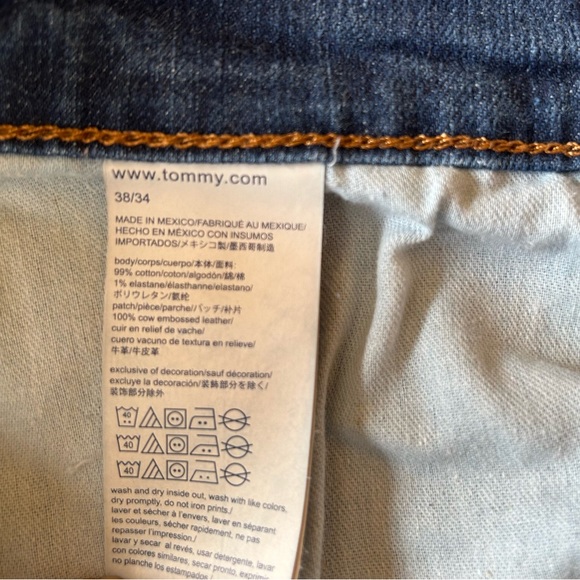 www.tommy.com
38/34
MADE IN MEXICO/FABRIQUÉ AU MEXIQUE/
HECHO EN MÉXICO CON INSUMOS
IMPORTADOS/メキシコ製/墨西哥制造
body/corps/cuerpo/本体/面料:
99% cotton/coton/algodón/綿/棉
1% elastane/élasthanne/elastano/
ポリウレタン/氨纶
patch/pièce/parche/パッチ/补片
100% cow embossed leather/
cuir en relief de vache/
cuero vacuno de textura en relieve/
牛革/牛皮革
exclusive of decoration/sauf décoration/
excluye la decoración/装飾部分を除く/
装饰部分除外
40
40
40
wash and dry inside out, wash with like colors,
dry promptly, do not iron prints./
laver et sécher à l'envers, laver en séparant
les couleurs, sécher rapidement, ne pas
repasser l'impression./
lavar y secar al revés, usar detergente, lavar
con colores similares, secar pronto,
no planche los estampados